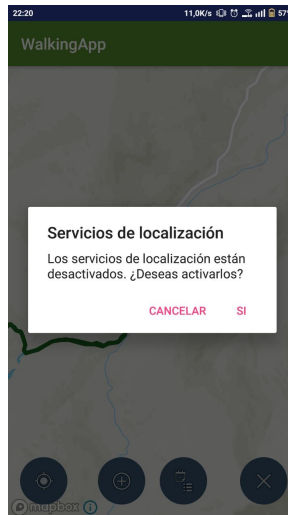 22:20
11,0K/s
57%
WalkingApp
Servicios de localización
Los servicios de localización están
desactivados. ¿Deseas activarlos?
CANCELAR
SI
mapbox